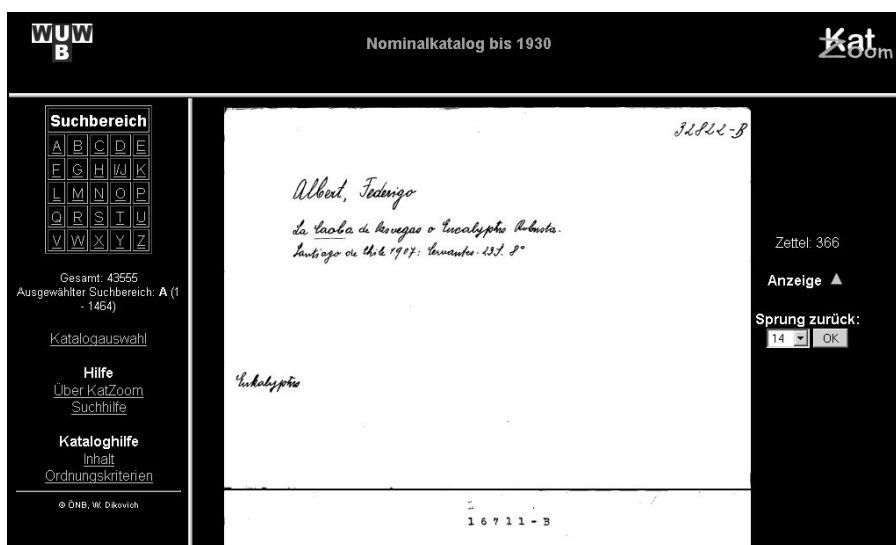 WUW
B
Nominalkatalog bis 1930
Kat
Zoom
Suchbereich
A B C D E
F G H I/J K
L M N O P
Q R S T U
V W X Y Z
Gesamt: 43555
Ausgewählter Suchbereich: A (1
- 1464)
Katalogauswahl
Hilfe
Über KatZoom
Suchhilfe
Kataloghilfe
Inhalt
Ordnungskriterien
© ÖNB, W. Dikovich
32822-B
Albert, Federigo
La Caoba de las vegas o Eucalyptus Robusta.
Santiago de Chile 1907: Cervantes. 23 S. 8°
Eukalyptus
16711-B
Zettel: 366
Anzeige ▲
Sprung zurück:
14 OK